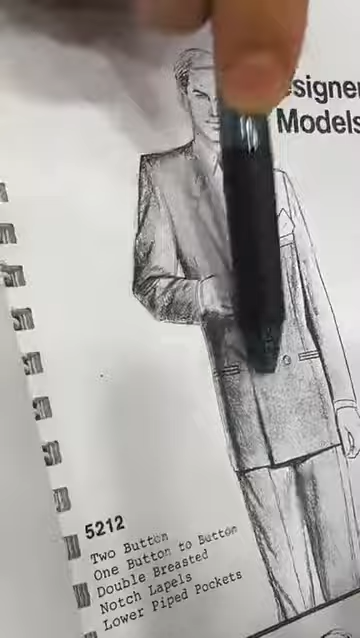 esigner
Models
5212
Two Button
One Button to Button
Double Breasted
Notch Lapels
Lower Piped Pockets